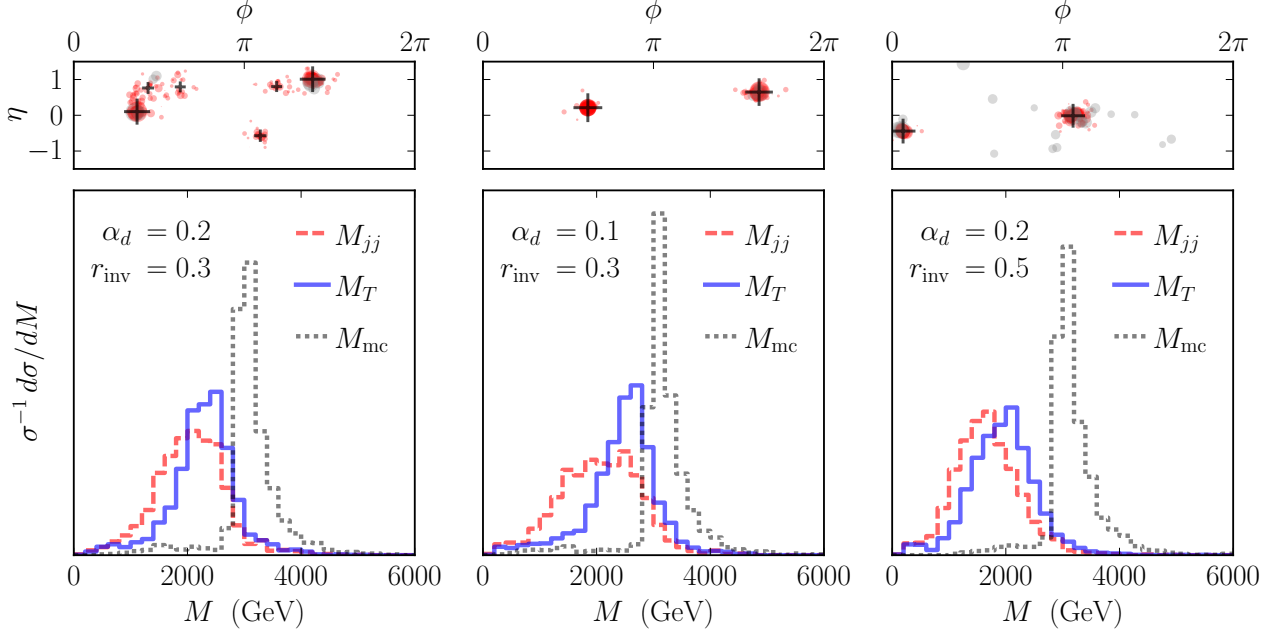 ϕ ϕ ϕ
0 π 2π 0 π 2π 0 π 2π
η 1 0 −1
α_d = 0.2 M_jj α_d = 0.1 M_jj α_d = 0.2 M_jj
r_inv = 0.3 M_T r_inv = 0.3 M_T r_inv = 0.5 M_T
M_mc M_mc M_mc
σ⁻¹ dσ/dM
0 2000 4000 6000 0 2000 4000 6000 0 2000 4000 6000
M (GeV) M (GeV) M (GeV)